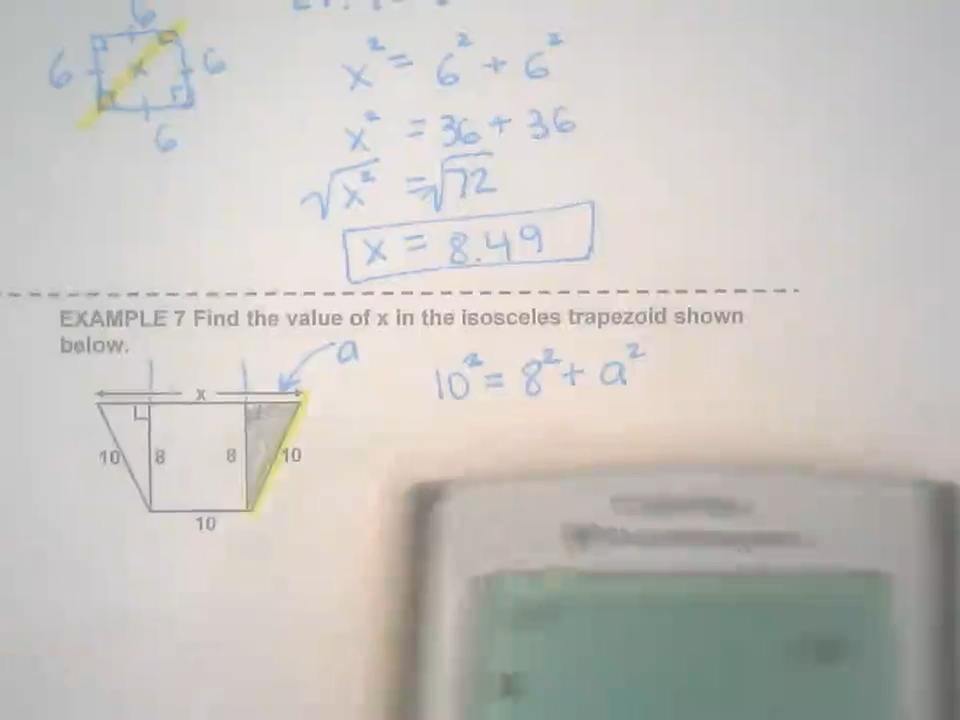 6
6 x 6
6
x² = 6² + 6²
x² = 36 + 36
√x² = √72
x = 8.49
EXAMPLE 7 Find the value of x in the isosceles trapezoid shown
below.
a
10² = 8² + a²
x
10 8 8 10
10